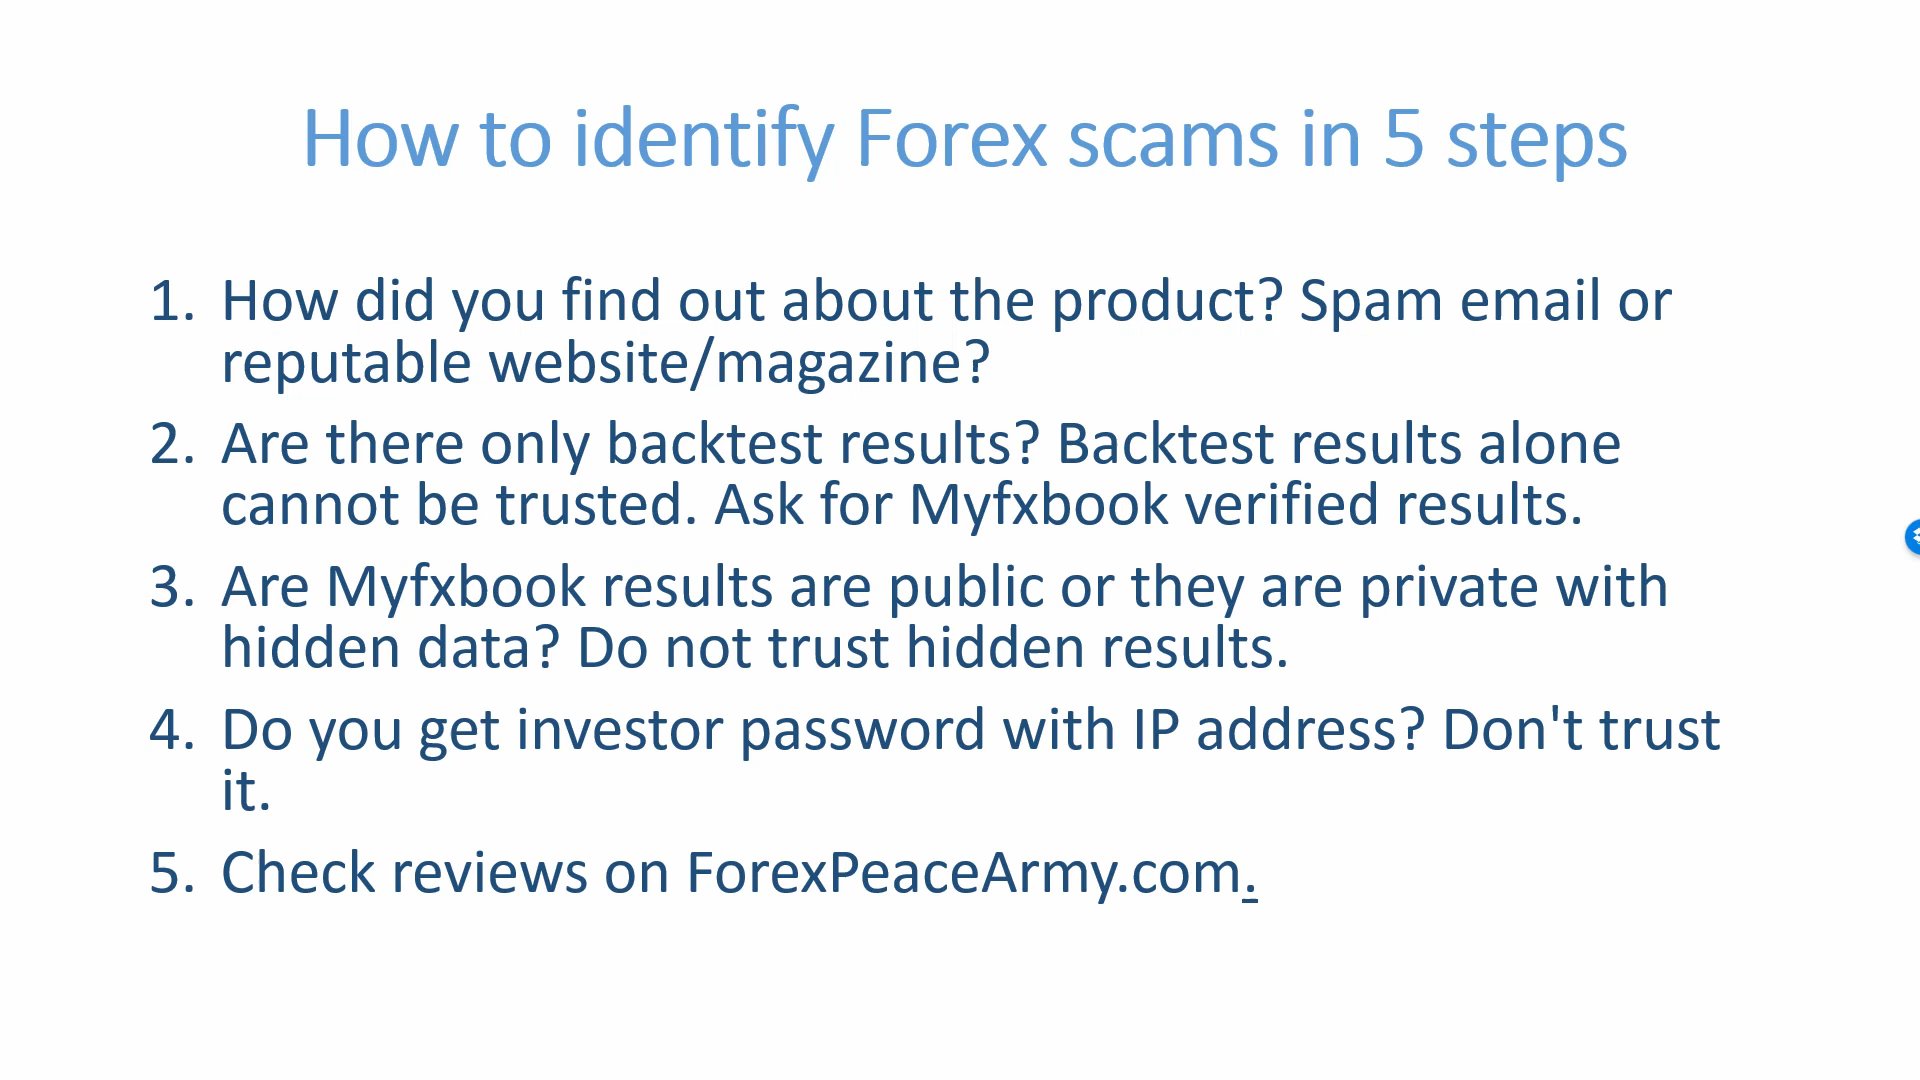 How to identify Forex scams in 5 steps
1. How did you find out about the product? Spam email or
reputable website/magazine?
2. Are there only backtest results? Backtest results alone
cannot be trusted. Ask for Myfxbook verified results.
3. Are Myfxbook results are public or they are private with
hidden data? Do not trust hidden results.
4. Do you get investor password with IP address? Don't trust
it.
5. Check reviews on ForexPeaceArmy.com.